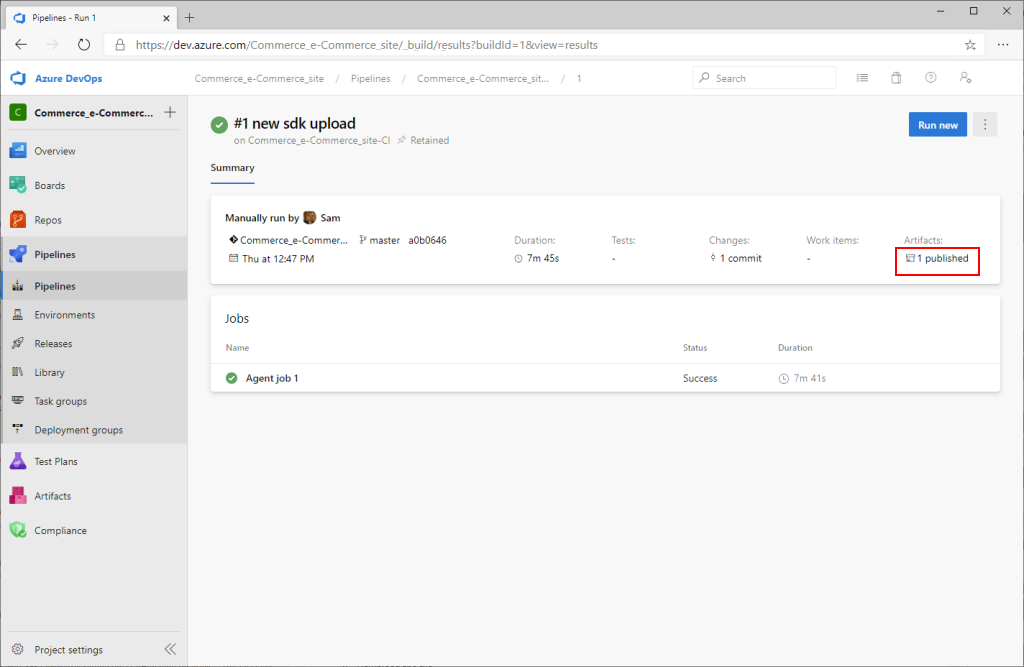 Pipelines - Run 1
https://dev.azure.com/Commerce_e-Commerce_site/_build/results?buildId=1&view=results
Azure DevOps
Commerce_e-Commerce_site / Pipelines / Commerce_e-Commerce_sit... / 1
Search
C Commerce_e-Commerc...
Overview
Boards
Repos
Pipelines
Pipelines
Environments
Releases
Library
Task groups
Deployment groups
Test Plans
Artifacts
Compliance
Project settings
#1 new sdk upload
on Commerce_e-Commerce_site-CI Retained
Run new
Summary
Manually run by Sam
Commerce_e-Commer... master a0b0646
Thu at 12:47 PM
Duration:
7m 45s
Tests:
-
Changes:
1 commit
Work items:
-
Artifacts:
1 published
Jobs
Name Status Duration
Agent job 1 Success 7m 41s